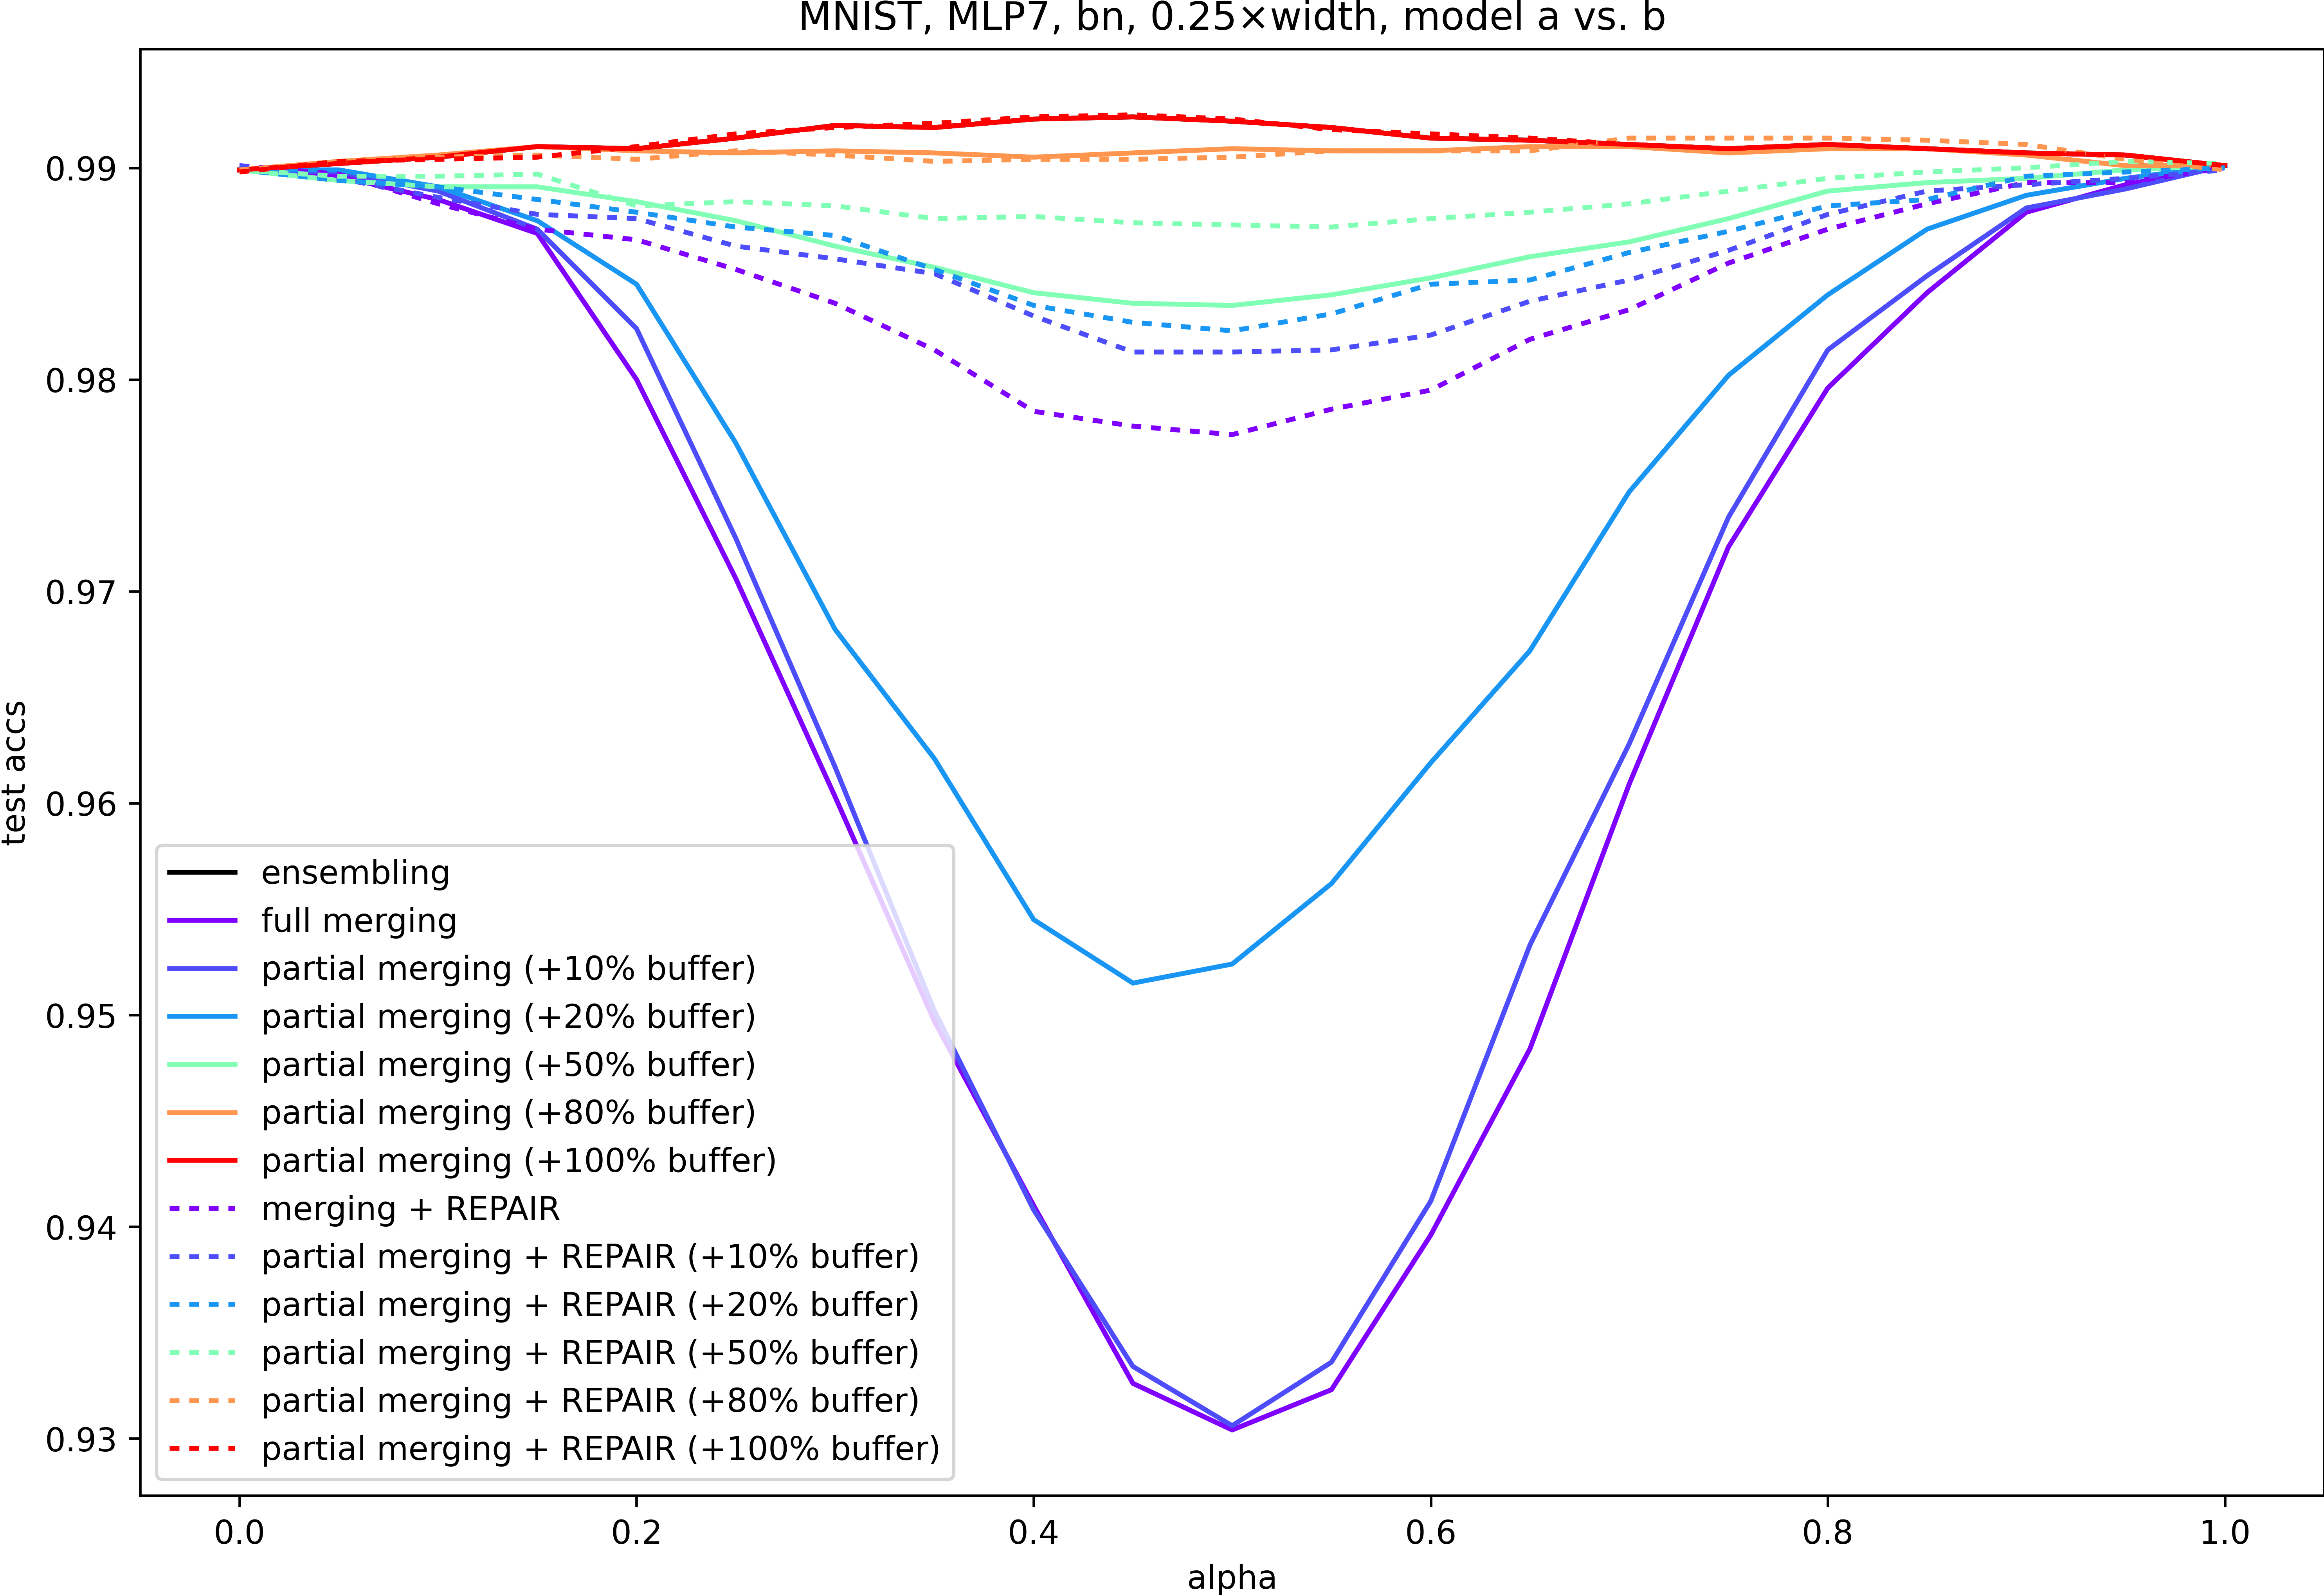 MNIST, MLP7, bn, 0.25×width, model a vs. b
test accs
0.99
0.98
0.97
0.96
0.95
0.94
0.93
ensembling
full merging
partial merging (+10% buffer)
partial merging (+20% buffer)
partial merging (+50% buffer)
partial merging (+80% buffer)
partial merging (+100% buffer)
merging + REPAIR
partial merging + REPAIR (+10% buffer)
partial merging + REPAIR (+20% buffer)
partial merging + REPAIR (+50% buffer)
partial merging + REPAIR (+80% buffer)
partial merging + REPAIR (+100% buffer)
0.0 0.2 0.4 0.6 0.8 1.0
alpha